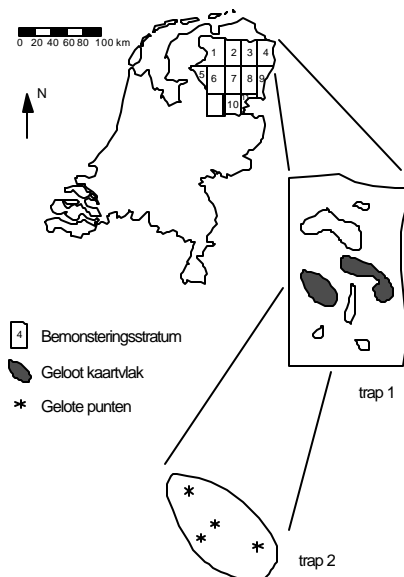 0 20 40 60 80 100 km
N
1 2 3 4
5 6 7 8 9
10
4 Bemonsteringsstratum
Geloot kaartvlak
Gelote punten
trap 1
trap 2